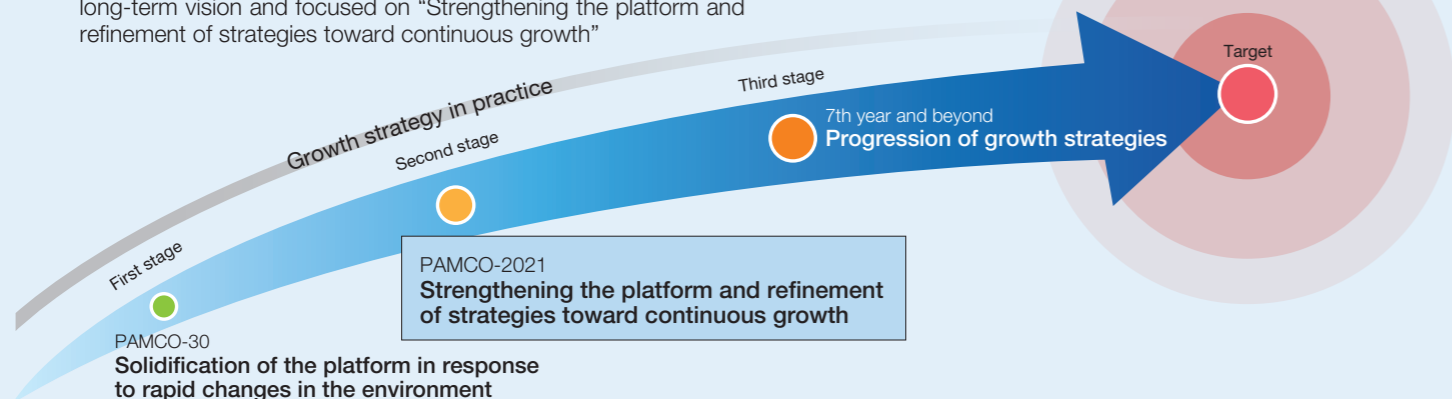 long-term vision and focused on “Strengthening the platform and
refinement of strategies toward continuous growth”
Growth strategy in practice
First stage
PAMCO-30
Solidification of the platform in response
to rapid changes in the environment
Second stage
PAMCO-2021
Strengthening the platform and refinement
of strategies toward continuous growth
Third stage
7th year and beyond
Progression of growth strategies
Target